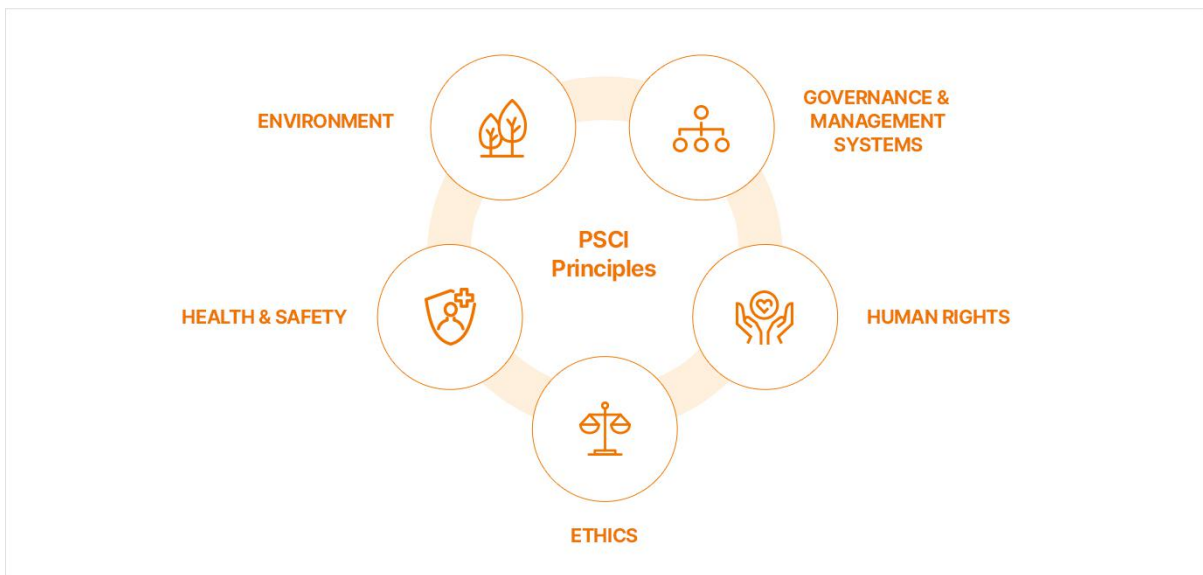 ENVIRONMENT
GOVERNANCE &
MANAGEMENT
SYSTEMS
PSCI
Principles
HEALTH & SAFETY
HUMAN RIGHTS
ETHICS